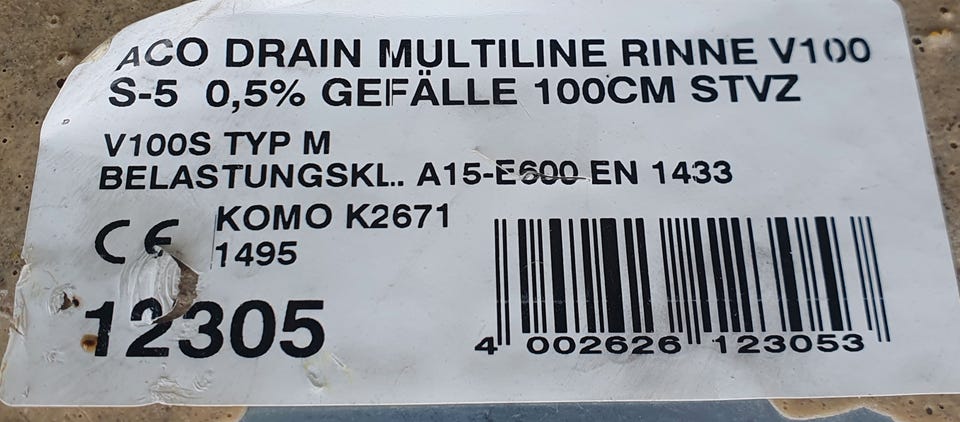 ACO DRAIN MULTILINE RINNE V100
S-5 0,5% GEFÄLLE 100CM STVZ
V100S TYP M
BELASTUNGSKL.. A15-E600 EN 1433
CE KOMO K2671
1495
12305
4 002626 123053